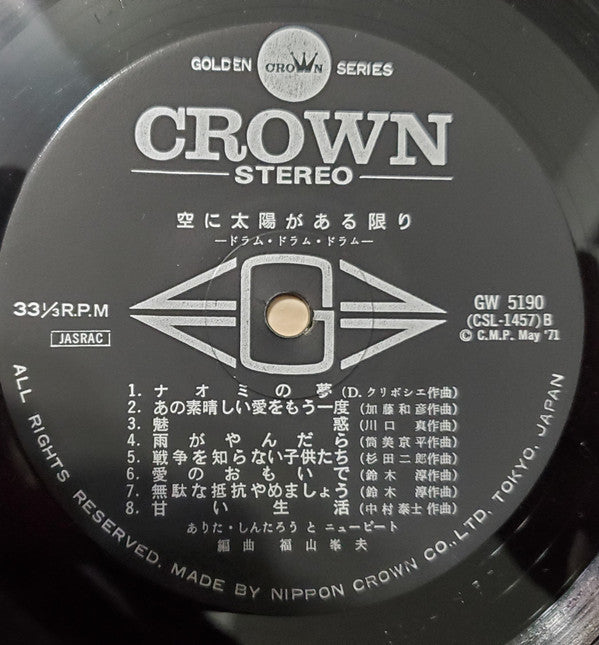 GOLDEN CROWN SERIES
CROWN
STEREO
空に太陽がある限り
―ドラム・ドラム・ドラム―
G
33⅓R.P.M
JASRAC
GW 5190
(CSL-1457)B
Ⓒ C.M.P. May '71
1. ナオミの夢 (D. クリボシエ作曲)
2. あの素晴しい愛をもう一度 (加藤和彦作曲)
3. 魅惑 (川口 真作曲)
4. 雨がやんだら (筒美京平作曲)
5. 戦争を知らない子供たち (杉田二郎作曲)
6. 愛のおもいで (鈴木 淳作曲)
7. 無駄な抵抗やめましょう (鈴木 淳作曲)
8. 甘い生活 (中村泰士作曲)
ありた・しんたろう と ニュービート
編曲 福山峯夫
ALL RIGHTS RESERVED. MADE BY NIPPON CROWN CO., LTD. TOKYO, JAPAN